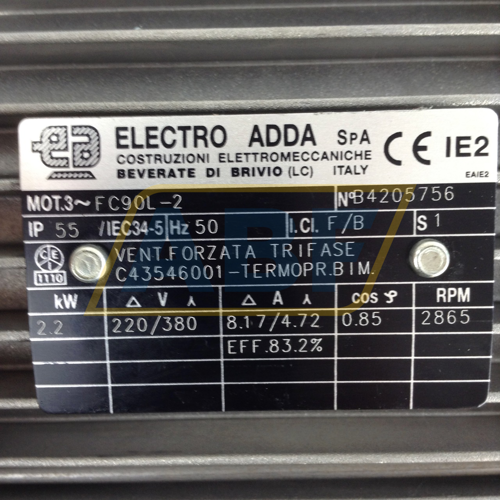 ELECTRO ADDA SpA
COSTRUZIONI ELETTROMECCANICHE
BEVERATE DI BRIVIO (LC) ITALY
CE IE2
EAIE2
MOT.3~ FC90L-2 Nº B4205756
IP 55 /IEC34-5 Hz 50 I.Cl. F/B S 1
1110
VENT.FORZATA TRIFASE
C43546001-TERMOPR.BIM.
kW Δ V Y Δ A Y cos φ RPM
2.2 220/380 8.17/4.72 0.85 2865
EFF.83.2%